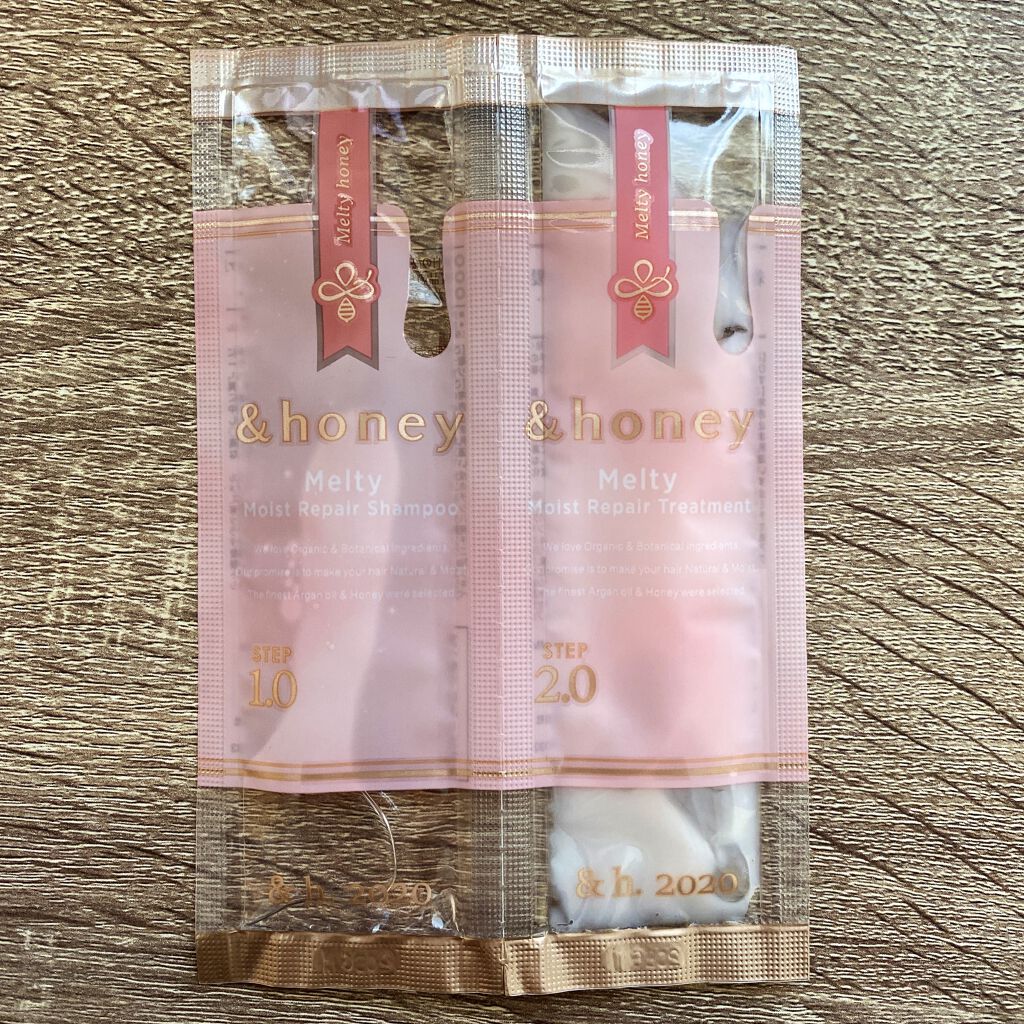 Melty honey
&honey
Melty
Moist Repair Shampoo
We love Organic & Botanical Ingredients.
Our promise is to make your hair Natural & Moist.
The finest Argan oil & Honey were selected.
STEP
1.0
& h. 2020
Melty honey
&honey
Melty
Moist Repair Treatment
We love Organic & Botanical Ingredients.
promise is to make your hair Natural & Moist.
The finest Argan oil & Honey were selected.
STEP
2.0
& h. 2020